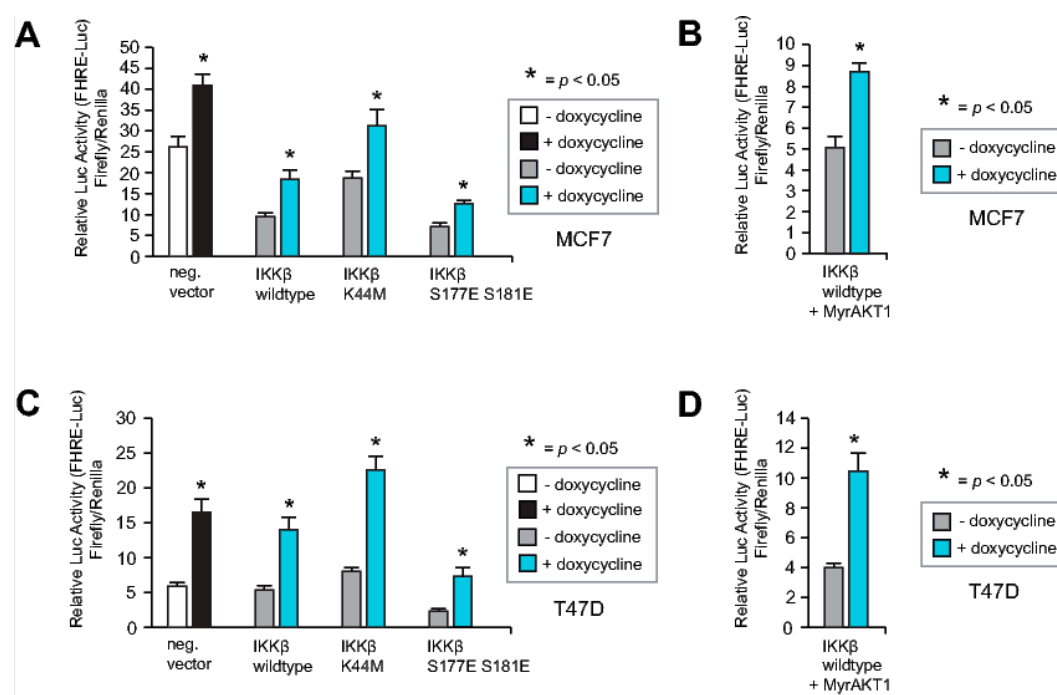 A
Relative Luc Activity (FHRE-Luc)
Firefly/Renilla
50
45
40
35
30
25
20
15
10
5
0
*
*
*
*
neg.
vector
IKKβ
wildtype
IKKβ
K44M
IKKβ
S177E S181E
* = p < 0.05
- doxycycline
+ doxycycline
- doxycycline
+ doxycycline
MCF7
B
Relative Luc Activity (FHRE-Luc)
Firefly/Renilla
10
9
8
7
6
5
4
3
2
1
0
*
IKKβ
wildtype
+ MyrAKT1
* = p < 0.05
- doxycycline
+ doxycycline
MCF7
C
Relative Luc Activity (FHRE-Luc)
Firefly/Renilla
30
25
20
15
10
5
0
*
*
*
*
neg.
vector
IKKβ
wildtype
IKKβ
K44M
IKKβ
S177E S181E
* = p < 0.05
- doxycycline
+ doxycycline
- doxycycline
+ doxycycline
T47D
D
Relative Luc Activity (FHRE-Luc)
Firefly/Renilla
14
12
10
8
6
4
2
0
*
IKKβ
wildtype
+ MyrAKT1
* = p < 0.05
- doxycycline
+ doxycycline
T47D